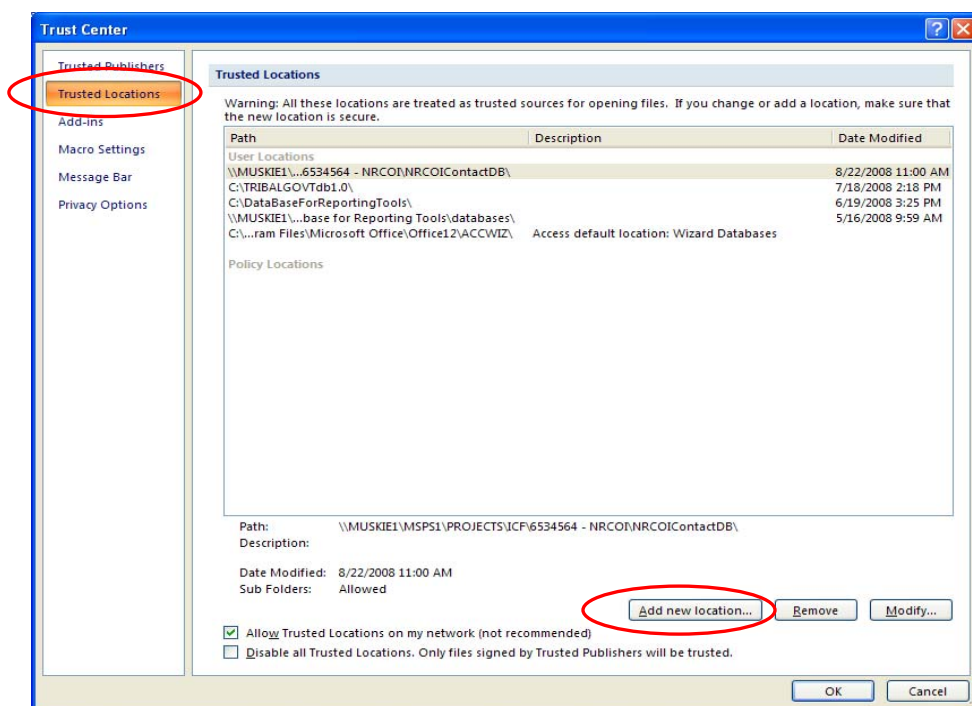 Trust Center
Trusted Publishers
Trusted Locations
Add-ins
Macro Settings
Message Bar
Privacy Options
Trusted Locations
Warning: All these locations are treated as trusted sources for opening files. If you change or add a location, make sure that
the new location is secure.
Path Description Date Modified
User Locations
\\MUSKIE1\...6534564 - NRCOI\NRCOIContactDB\ 8/22/2008 11:00 AM
C:\TRIBALGOVTdb1.0\ 7/18/2008 2:18 PM
C:\DataBaseForReportingTools\ 6/19/2008 3:25 PM
\\MUSKIE1\...base for Reporting Tools\databases\ 5/16/2008 9:59 AM
C:\...ram Files\Microsoft Office\Office12\ACCWIZ\ Access default location: Wizard Databases
Policy Locations
Path: \\MUSKIE1\MSPS1\PROJECTS\ICF\6534564 - NRCOI\NRCOIContactDB\
Description:
Date Modified: 8/22/2008 11:00 AM
Sub Folders: Allowed
Add new location... Remove Modify...
Allow Trusted Locations on my network (not recommended)
Disable all Trusted Locations. Only files signed by Trusted Publishers will be trusted.
OK Cancel